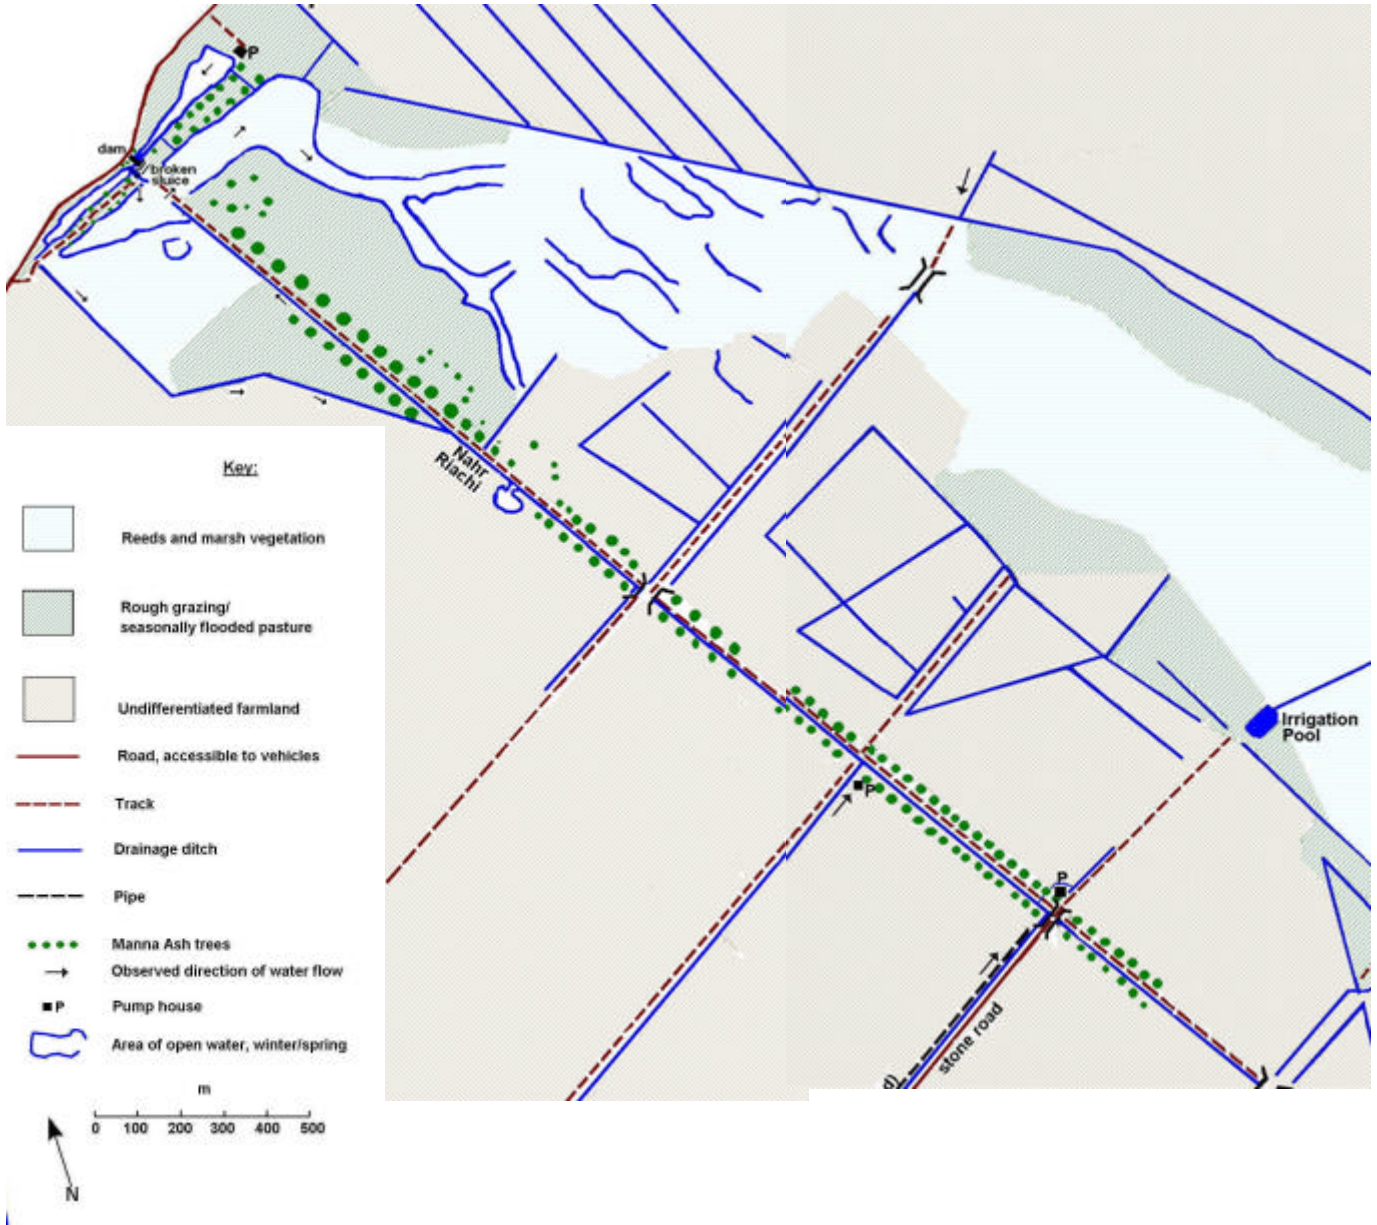 P
dam
broken
sluice
Nahr
Riachi
Irrigation
Pool
P
P
stone road
d)
Key:
Reeds and marsh vegetation
Rough grazing/
seasonally flooded pasture
Undifferentiated farmland
Road, accessible to vehicles
Track
Drainage ditch
Pipe
Manna Ash trees
Observed direction of water flow
P Pump house
Area of open water, winter/spring
m
0 100 200 300 400 500
N